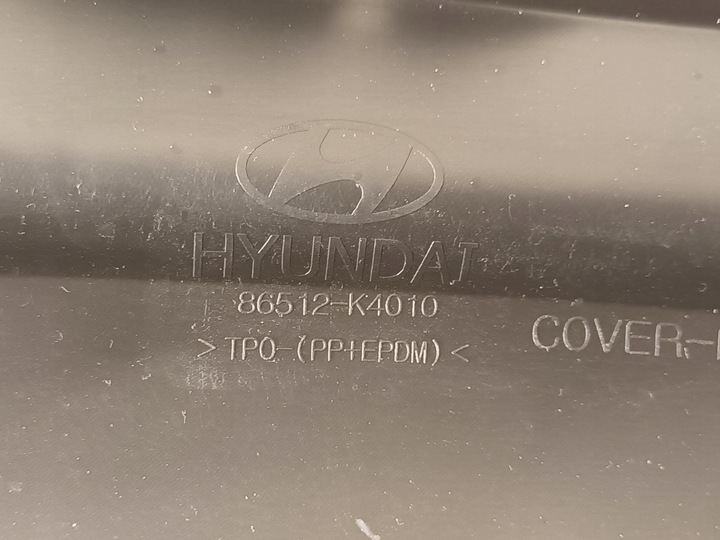 HYUNDAI
86512-K4010
>TPO-(PP+EPDM)<
COVER-